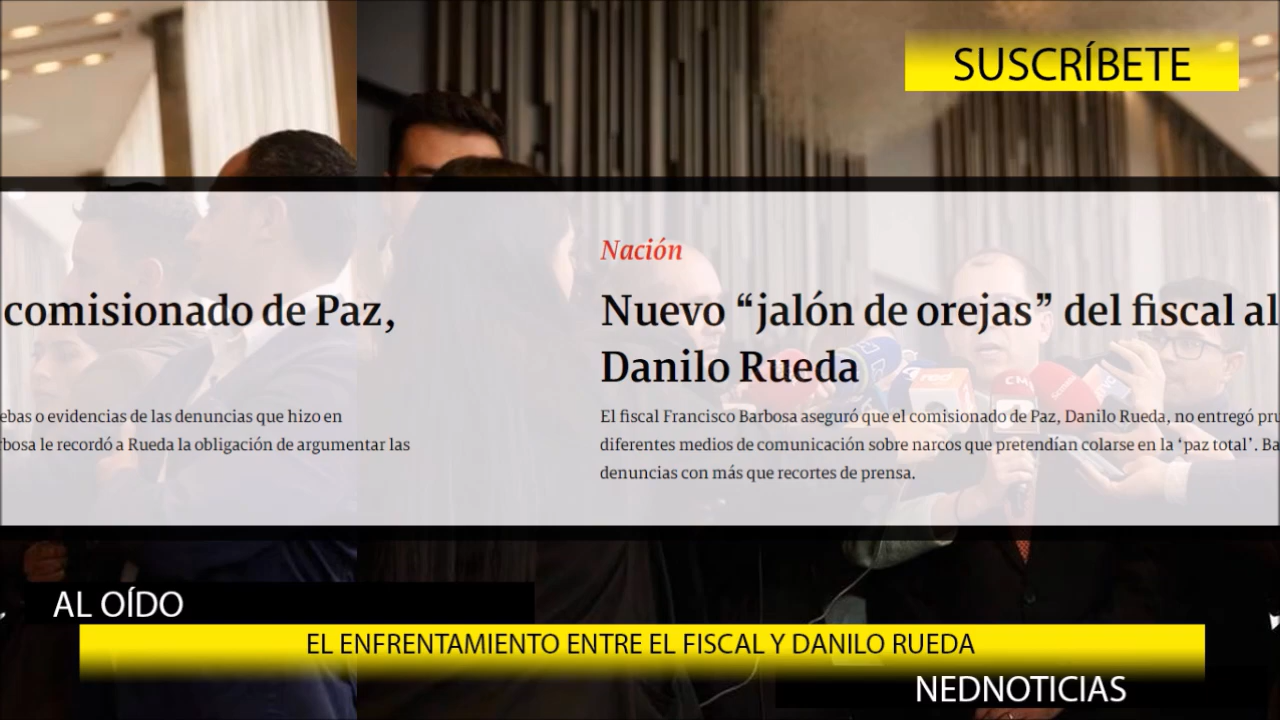 SUSCRÍBETE
comisionado de Paz,
ebas o evidencias de las denuncias que hizo en
rbosa le recordó a Rueda la obligación de argumentar las
Nación
Nuevo “jalón de orejas” del fiscal al
Danilo Rueda
El fiscal Francisco Barbosa aseguró que el comisionado de Paz, Danilo Rueda, no entregó pru
diferentes medios de comunicación sobre narcos que pretendían colarse en la ‘paz total’. Ba
denuncias con más que recortes de prensa.
AL OÍDO
EL ENFRENTAMIENTO ENTRE EL FISCAL Y DANILO RUEDA
NEDNOTICIAS